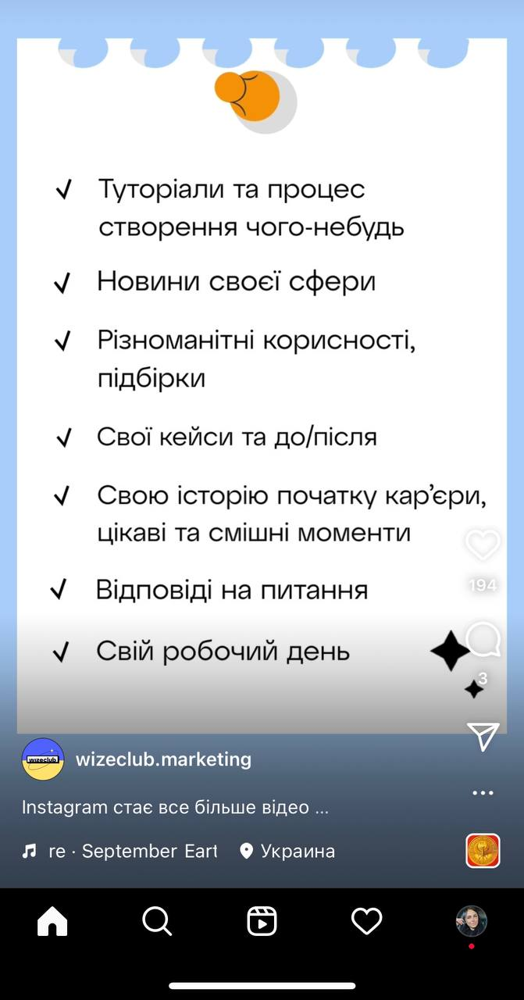 Туторіали та процес
створення чого-небудь
Новини своєї сфери
Різноманітні корисності,
підбірки
Свої кейси та до/після
Свою історію початку кар’єри,
цікаві та смішні моменти
Відповіді на питання
Свій робочий день
194
3
wizeclub
wizeclub.marketing
Instagram стає все більше відео ...
re · September Eart
Украина